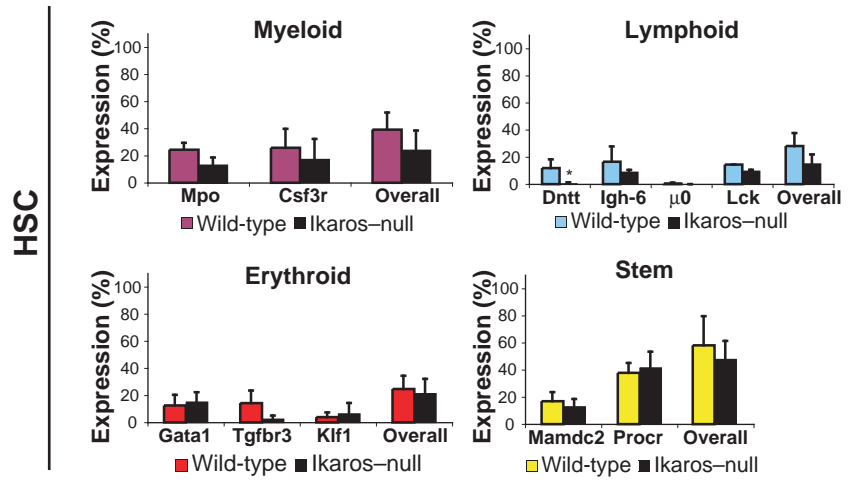 HSC
Myeloid
Expression (%)
100
80
60
40
20
0
Mpo Csf3r Overall
Wild-type Ikaros–null
Lymphoid
Expression (%)
100
80
60
40
20
0
*
Dntt Igh-6 μ0 Lck Overall
Wild-type Ikaros–null
Erythroid
Expression (%)
100
80
60
40
20
0
Gata1 Tgfbr3 Klf1 Overall
Wild-type Ikaros–null
Stem
Expression (%)
100
80
60
40
20
0
Mamdc2 Procr Overall
Wild-type Ikaros–null